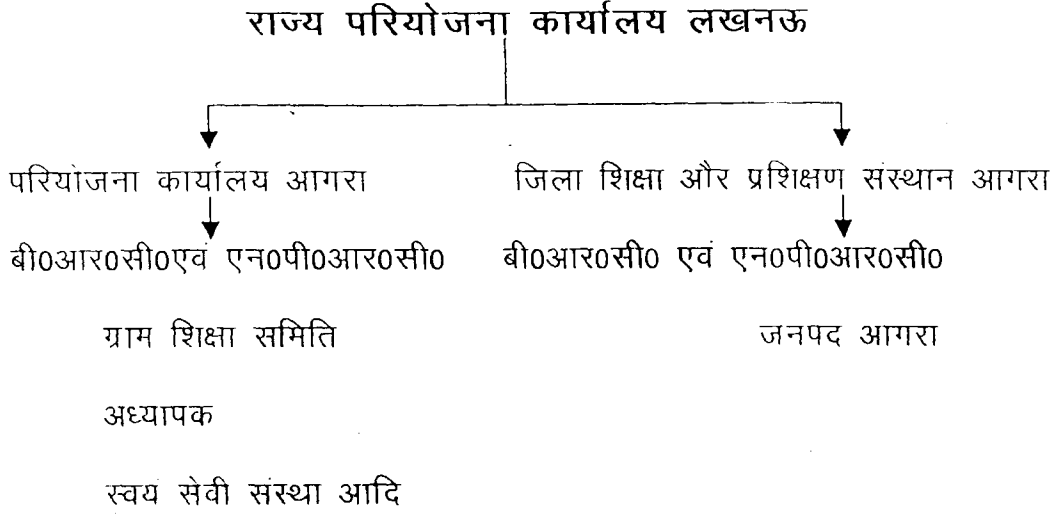 राज्य परियोजना कार्यालय लखनऊ
परियोजना कार्यालय आगरा
जिला शिक्षा और प्रशिक्षण संस्थान आगरा
बी0आर0सी0एवं एन0पी0आर0सी0
बी0आर0सी0 एवं एन0पी0आर0सी0
ग्राम शिक्षा समिति
जनपद आगरा
अध्यापक
स्वयं सेवी संस्था आदि